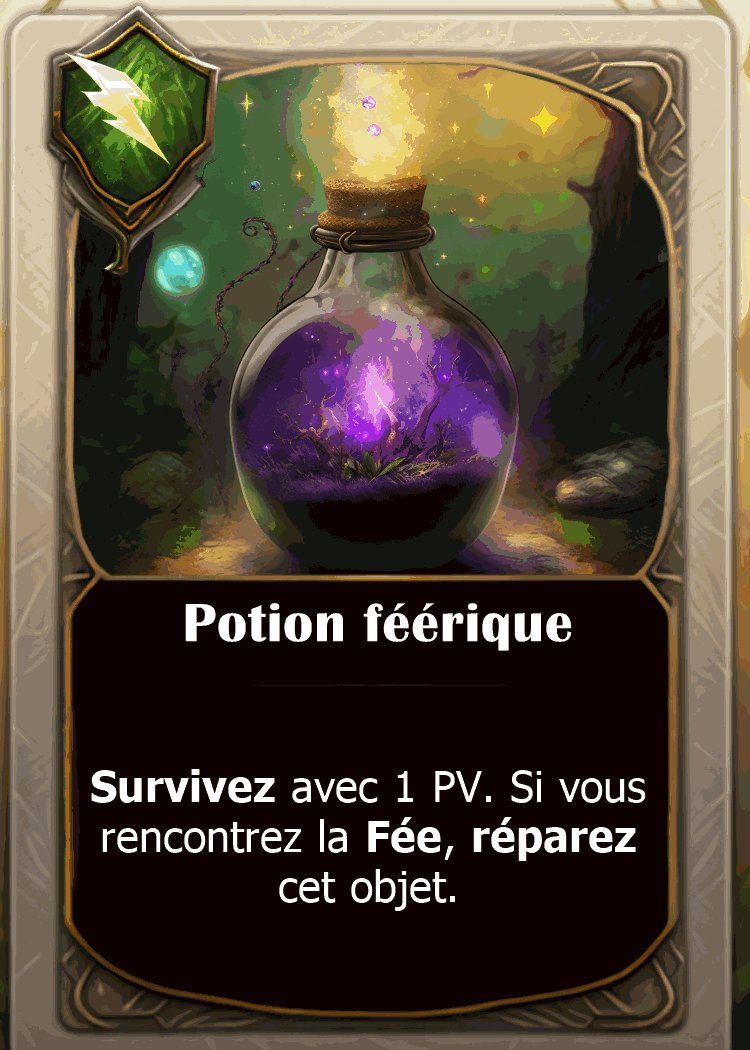 Potion féérique
Survivez avec 1 PV. Si vous
rencontrez la Fée, réparez
cet objet.